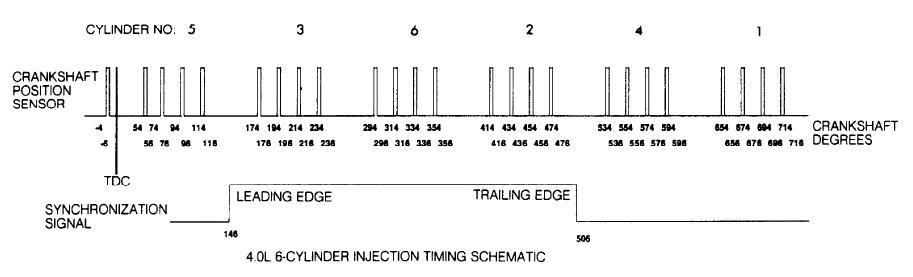 CYLINDER NO: 5 3 6 2 4 1
CRANKSHAFT
POSITION
SENSOR
-4 54 74 94 114 174 194 214 234 294 314 334 354 414 434 454 474 534 554 574 594 654 674 694 714
-6 56 76 96 116 176 196 216 236 296 316 336 356 416 436 456 476 536 556 576 596 656 676 696 716
CRANKSHAFT
DEGREES
TDC
LEADING EDGE TRAILING EDGE
SYNCHRONIZATION
SIGNAL
146 506
4.0L 6-CYLINDER INJECTION TIMING SCHEMATIC